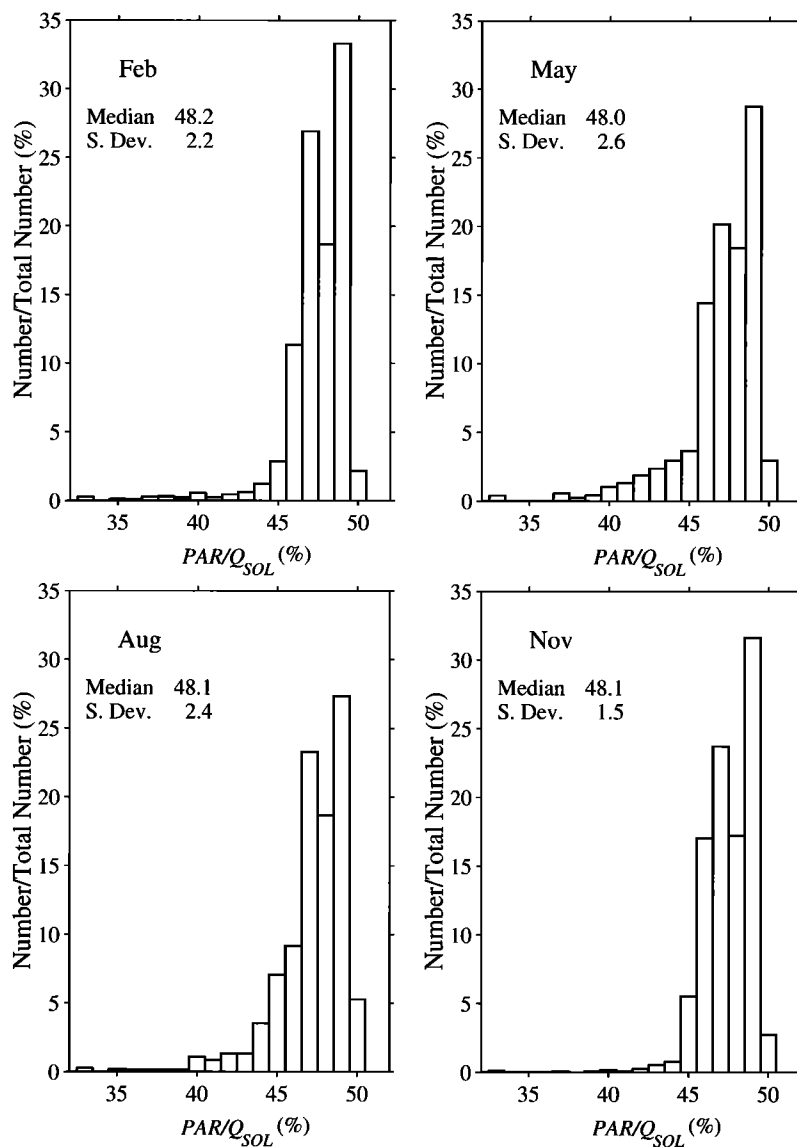 Feb
Median 48.2
S. Dev. 2.2
Number/Total Number (%)
35
30
25
20
15
10
5
0
35 40 45 50
PAR/Q_SOL (%)
May
Median 48.0
S. Dev. 2.6
Number/Total Number (%)
35
30
25
20
15
10
5
0
35 40 45 50
PAR/Q_SOL (%)
Aug
Median 48.1
S. Dev. 2.4
Number/Total Number (%)
35
30
25
20
15
10
5
0
35 40 45 50
PAR/Q_SOL (%)
Nov
Median 48.1
S. Dev. 1.5
Number/Total Number (%)
35
30
25
20
15
10
5
0
35 40 45 50
PAR/Q_SOL (%)